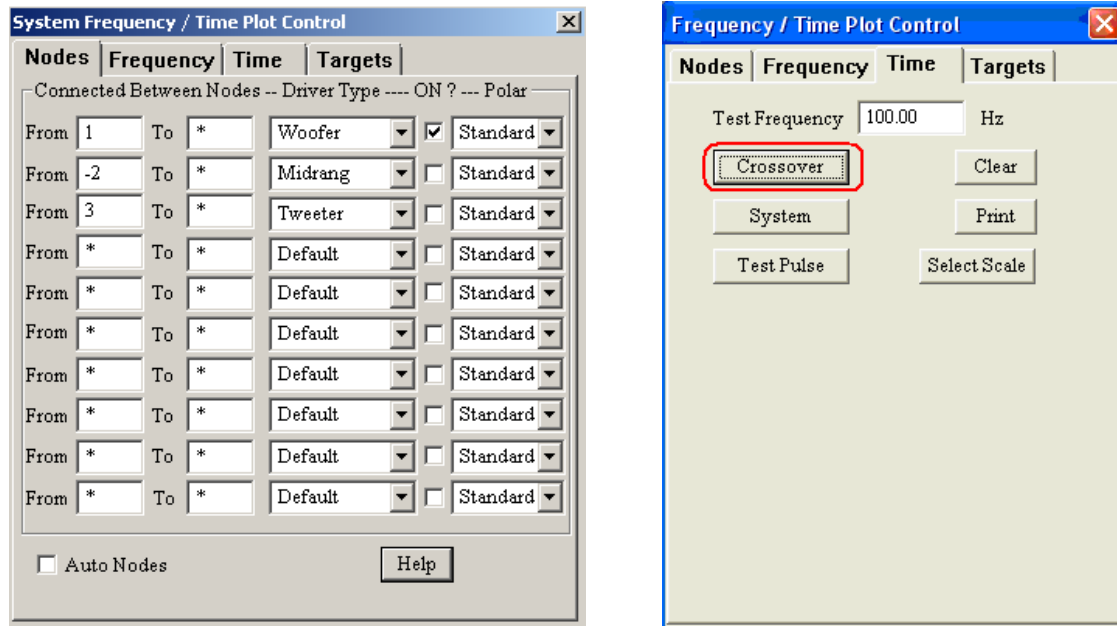 System Frequency / Time Plot Control
Nodes Frequency Time Targets
Connected Between Nodes -- Driver Type ---- ON ? --- Polar
From 1 To * Woofer Standard
From -2 To * Midrang Standard
From 3 To * Tweeter Standard
From * To * Default Standard
From * To * Default Standard
From * To * Default Standard
From * To * Default Standard
From * To * Default Standard
From * To * Default Standard
From * To * Default Standard
Auto Nodes Help
Frequency / Time Plot Control
Nodes Frequency Time Targets
Test Frequency 100.00 Hz
Crossover Clear
System Print
Test Pulse Select Scale